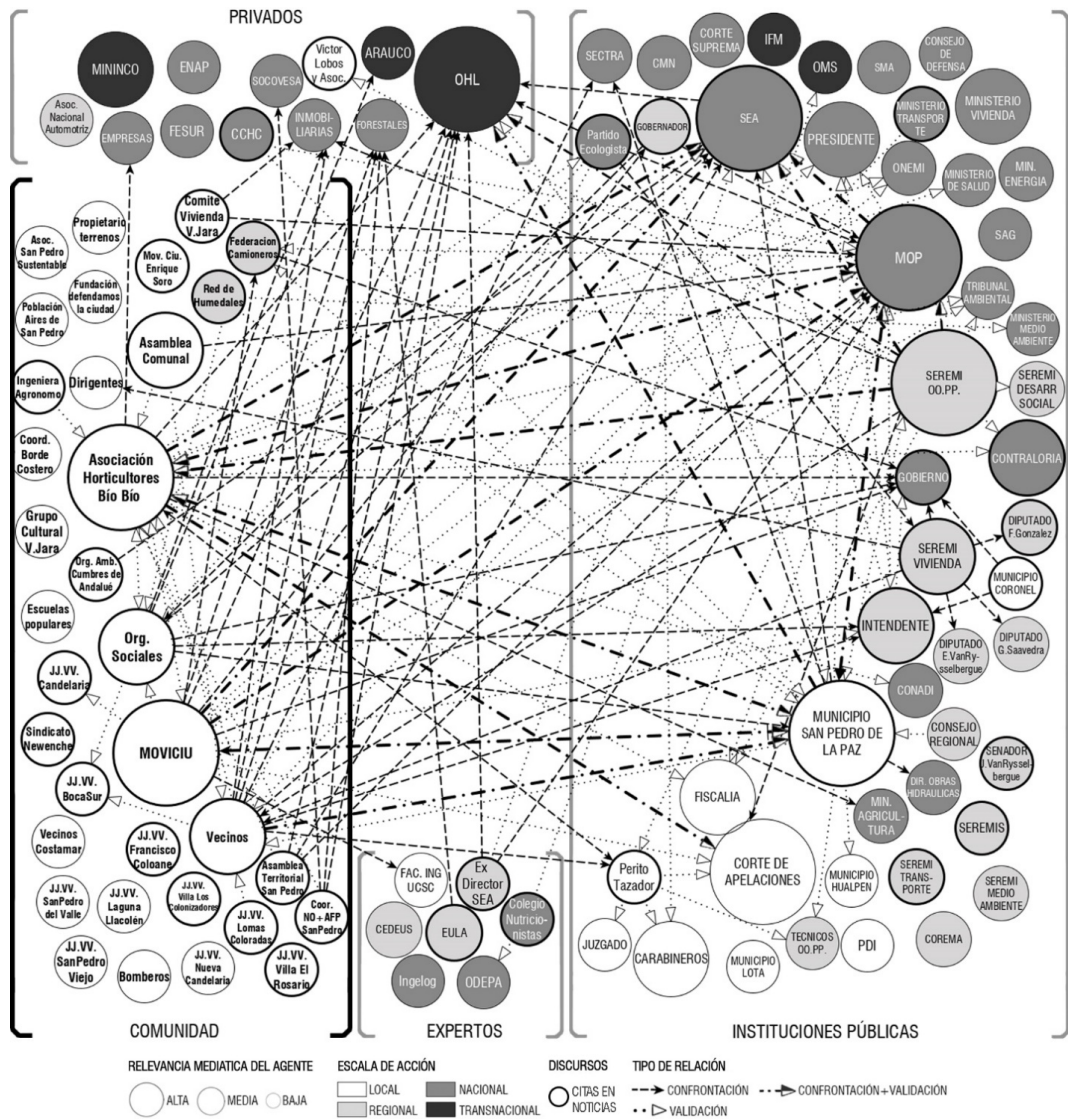 PRIVADOS
MININCO
ENAP
SOCOVESA
Victor
Lobos
y Asoc.
ARAUCO
OHL
Asoc.
Nacional
Automotriz
EMPRESAS
FESUR
CCHC
INMOBI-
LIARIAS
FORESTALES
SECTRA
CMN
CORTE
SUPREMA
IFM
OMS
SMA
CONSEJO
DE
DEFENSA
Partido
Ecologista
GOBERNADOR
SEA
PRESIDENTE
MINISTERIO
TRANSPOR
TE
MINISTERIO
VIVIENDA
ONEMI
MINISTERIO
DE SALUD
MIN.
ENERGIA
MOP
SAG
TRIBUNAL
AMBIENTAL
MINISTERIO
MEDIO
AMBIENTE
SEREMI
OO.PP.
SEREMI
DESARR
SOCIAL
CONTRALORIA
GOBIERNO
SEREMI
VIVIENDA
DIPUTADO
F.Gonzalez
MUNICIPIO
CORONEL
INTENDENTE
DIPUTADO
E.VanRy-
sselbergue
DIPUTADO
G.Saavedra
CONADI
MUNICIPIO
SAN PEDRO DE
LA PAZ
CONSEJO
REGIONAL
SENADOR
J.VanRyssel-
bergue
DIR. OBRAS
HIDRAULICAS
FISCALIA
MIN.
AGRICUL-
TURA
SEREMIS
CORTE DE
APELACIONES
Perito
Tazador
MUNICIPIO
HUALPEN
SEREMI
TRANS-
PORTE
SEREMI
MEDIO
AMBIENTE
JUZGADO
CARABINEROS
MUNICIPIO
LOTA
TECNICOS
OO.PP.
PDI
COREMA
INSTITUCIONES PÚBLICAS
Comite
Vivienda
V.Jara
Propietario
terrenos
Asoc.
San Pedro
Sustentable
Mov. Ciu.
Enrique
Soro
Federacion
Camioneros
Fundación
defendamos
la ciudad
Red de
Humedales
Población
Aires de
San Pedro
Asamblea
Comunal
Ingeniera
Agronomo
Dirigentes
Coord.
Borde
Costero
Asociación
Horticultores
Bío Bío
Grupo
Cultural
V.Jara
Org. Amb.
Cumbres de
Andalué
Escuelas
populares
Org.
Sociales
JJ.VV.
Candelaria
Sindicato
Newenche
MOVICIU
JJ.VV.
BocaSur
Vecinos
Costamar
JJ.VV.
Francisco
Coloane
Vecinos
Asamblea
Territorial
San Pedro
JJ.VV.
SanPedro
del Valle
JJ.VV.
Laguna
Llacolén
JJ.VV.
Villa Los
Colonizadores
JJ.VV.
Lomas
Coloradas
Coor.
NO+AFP
SanPedro
JJ.VV.
SanPedro
Viejo
Bomberos
JJ.VV.
Nueva
Candelaria
JJ.VV.
Villa El
Rosario
COMUNIDAD
FAC. ING
UCSC
Ex
Director
SEA
Colegio
Nutricio-
nistas
CEDEUS
EULA
Ingelog
ODEPA
EXPERTOS
RELEVANCIA MEDIATICA DEL AGENTE
ALTA
MEDIA
BAJA
ESCALA DE ACCIÓN
LOCAL
NACIONAL
REGIONAL
TRANSNACIONAL
DISCURSOS
CITAS EN
NOTICIAS
TIPO DE RELACIÓN
CONFRONTACIÓN
CONFRONTACIÓN+VALIDACIÓN
VALIDACIÓN